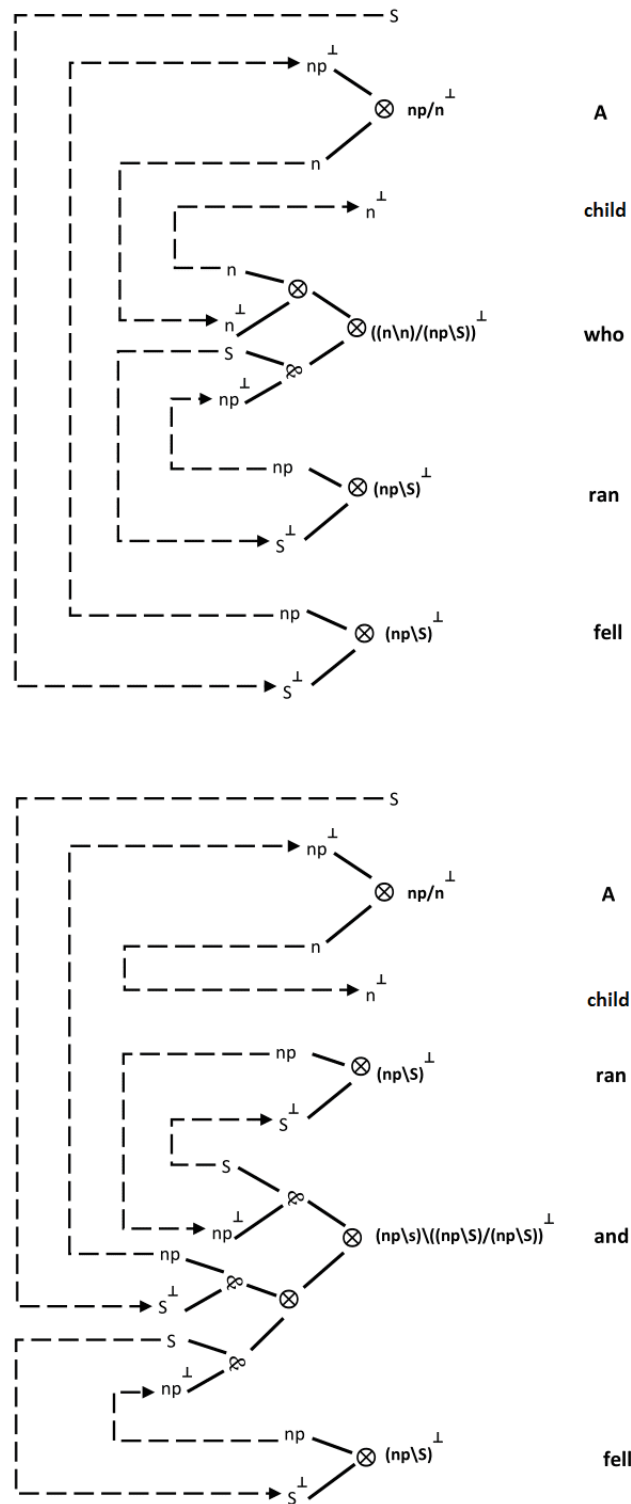 S
np⊥
⊗ np/n⊥ A
n
n⊥ child
n
⊗
n⊥
⊗ ((n\n)/(np\S))⊥ who
S
⅋
np⊥
np
⊗ (np\S)⊥ ran
S⊥
np
⊗ (np\S)⊥ fell
S⊥
S
np⊥
⊗ np/n⊥ A
n
n⊥ child
np
⊗ (np\S)⊥ ran
S⊥
S
⅋
np⊥
⊗ (np\s)\((np\S)/(np\S))⊥ and
np
⅋
S⊥
⊗
S
⅋
np⊥
np
⊗ (np\S)⊥ fell
S⊥